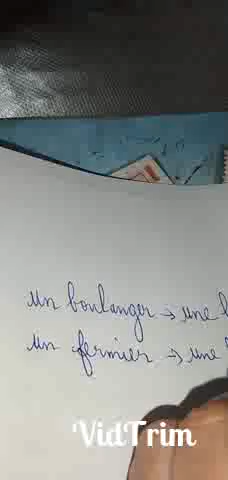 un boulanger → une
un fermier → une
VidTrim